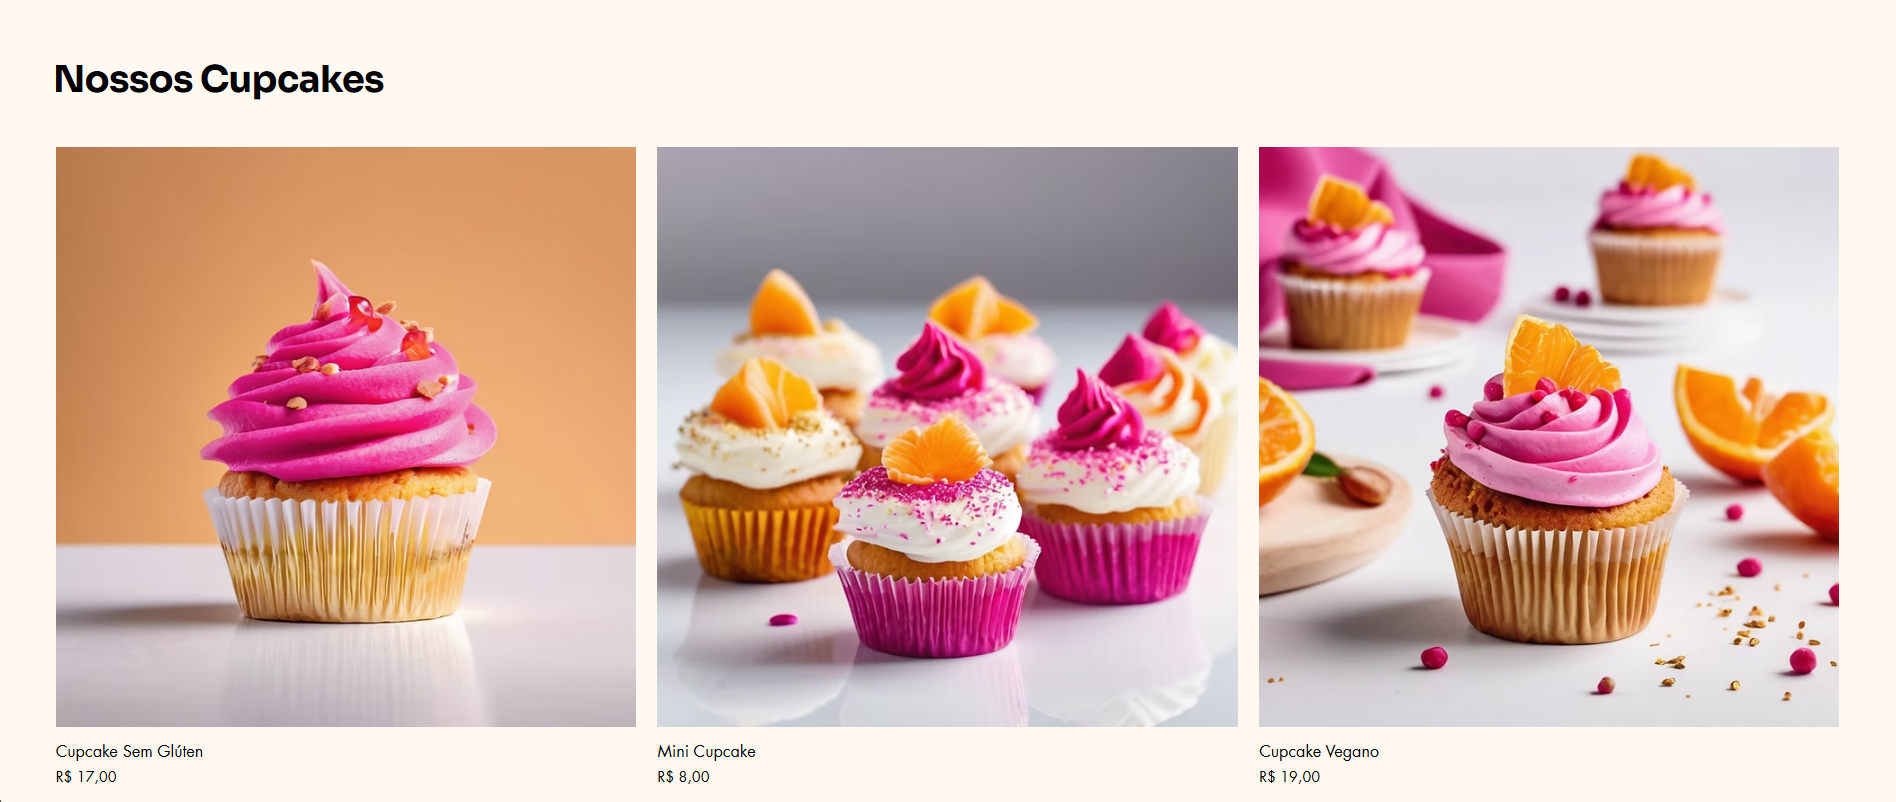 Nossos Cupcakes
Cupcake Sem Glúten
R$ 17,00
Mini Cupcake
R$ 8,00
Cupcake Vegano
R$ 19,00